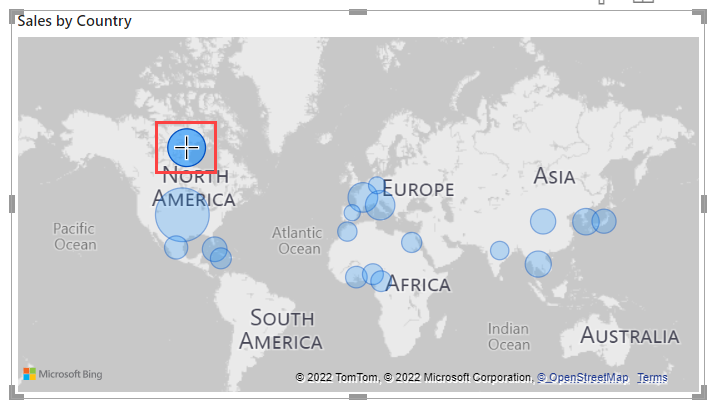 Sales by Country
NORTH
AMERICA
EUROPE
ASIA
Pacific
Ocean
Atlantic
Ocean
AFRICA
SOUTH
AMERICA
Indian
Ocean
AUSTRALIA
Microsoft Bing
© 2022 TomTom, © 2022 Microsoft Corporation, © OpenStreetMap Terms